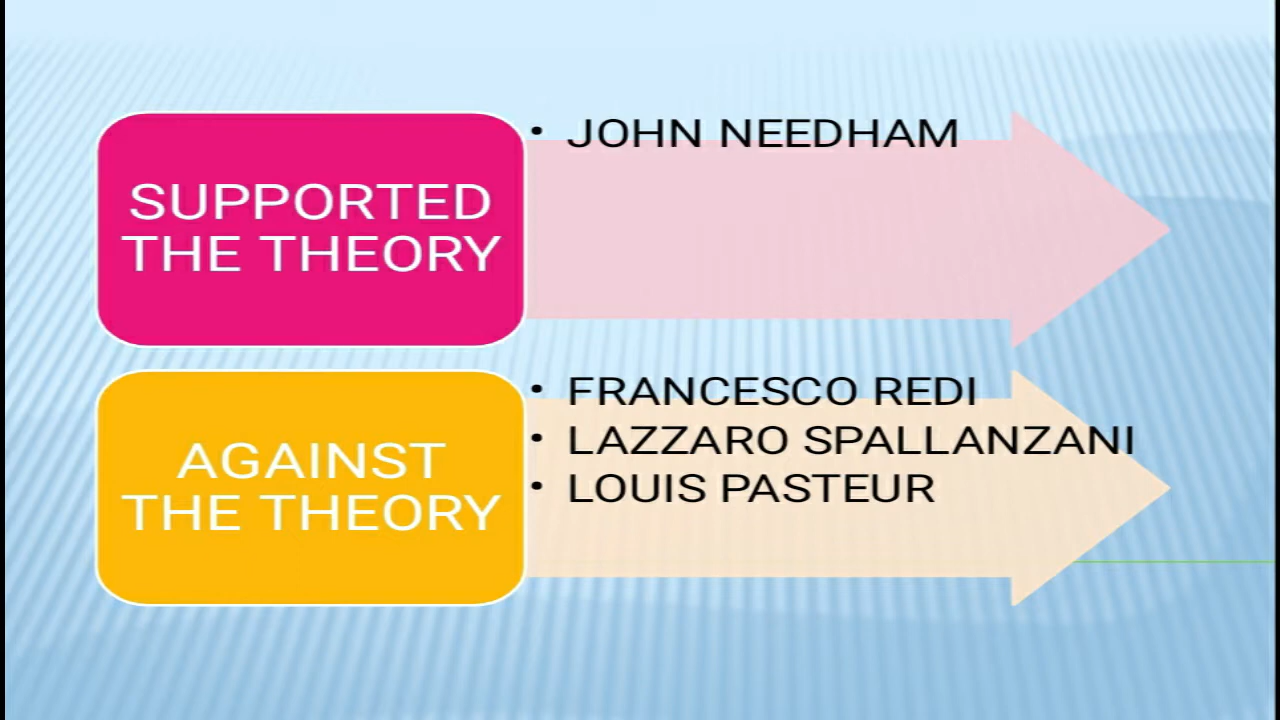 SUPPORTED
THE THEORY
• JOHN NEEDHAM
AGAINST
THE THEORY
• FRANCESCO REDI
• LAZZARO SPALLANZANI
• LOUIS PASTEUR